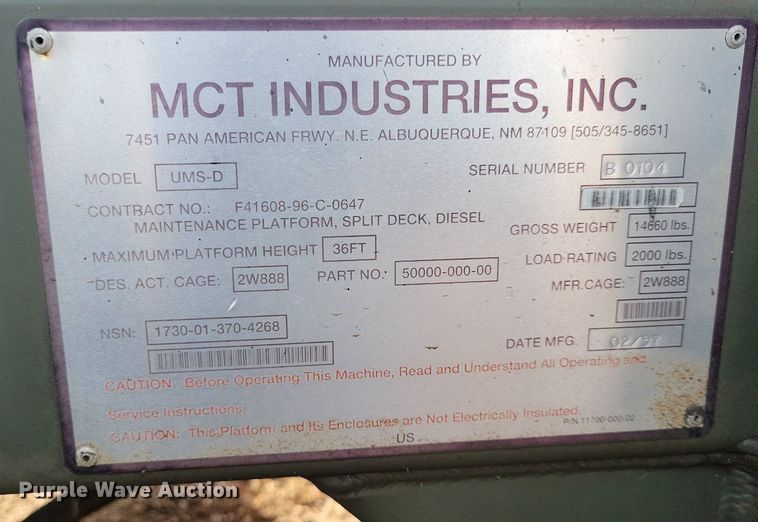 MANUFACTURED BY
MCT INDUSTRIES, INC.
7451 PAN AMERICAN FRWY. N.E. ALBUQUERQUE, NM 87109 [505/345-8651]
MODEL UMS-D SERIAL NUMBER B 0104
CONTRACT NO.: F41608-96-C-0647
MAINTENANCE PLATFORM, SPLIT DECK, DIESEL
GROSS WEIGHT 14660 lbs.
MAXIMUM PLATFORM HEIGHT 36FT LOAD RATING 2000 lbs.
DES. ACT. CAGE: 2W888 PART NO. 50000-000-00 MFR.CAGE: 2W888
NSN: 1730-01-370-4268 DATE MFG. 02/97
CAUTION: Before Operating This Machine, Read and Understand All Operating and
Service Instructions.
CAUTION: This Platform and Its Enclosures are Not Electrically Insulated.
P/N 11700-000-02
US
Purple Wave Auction